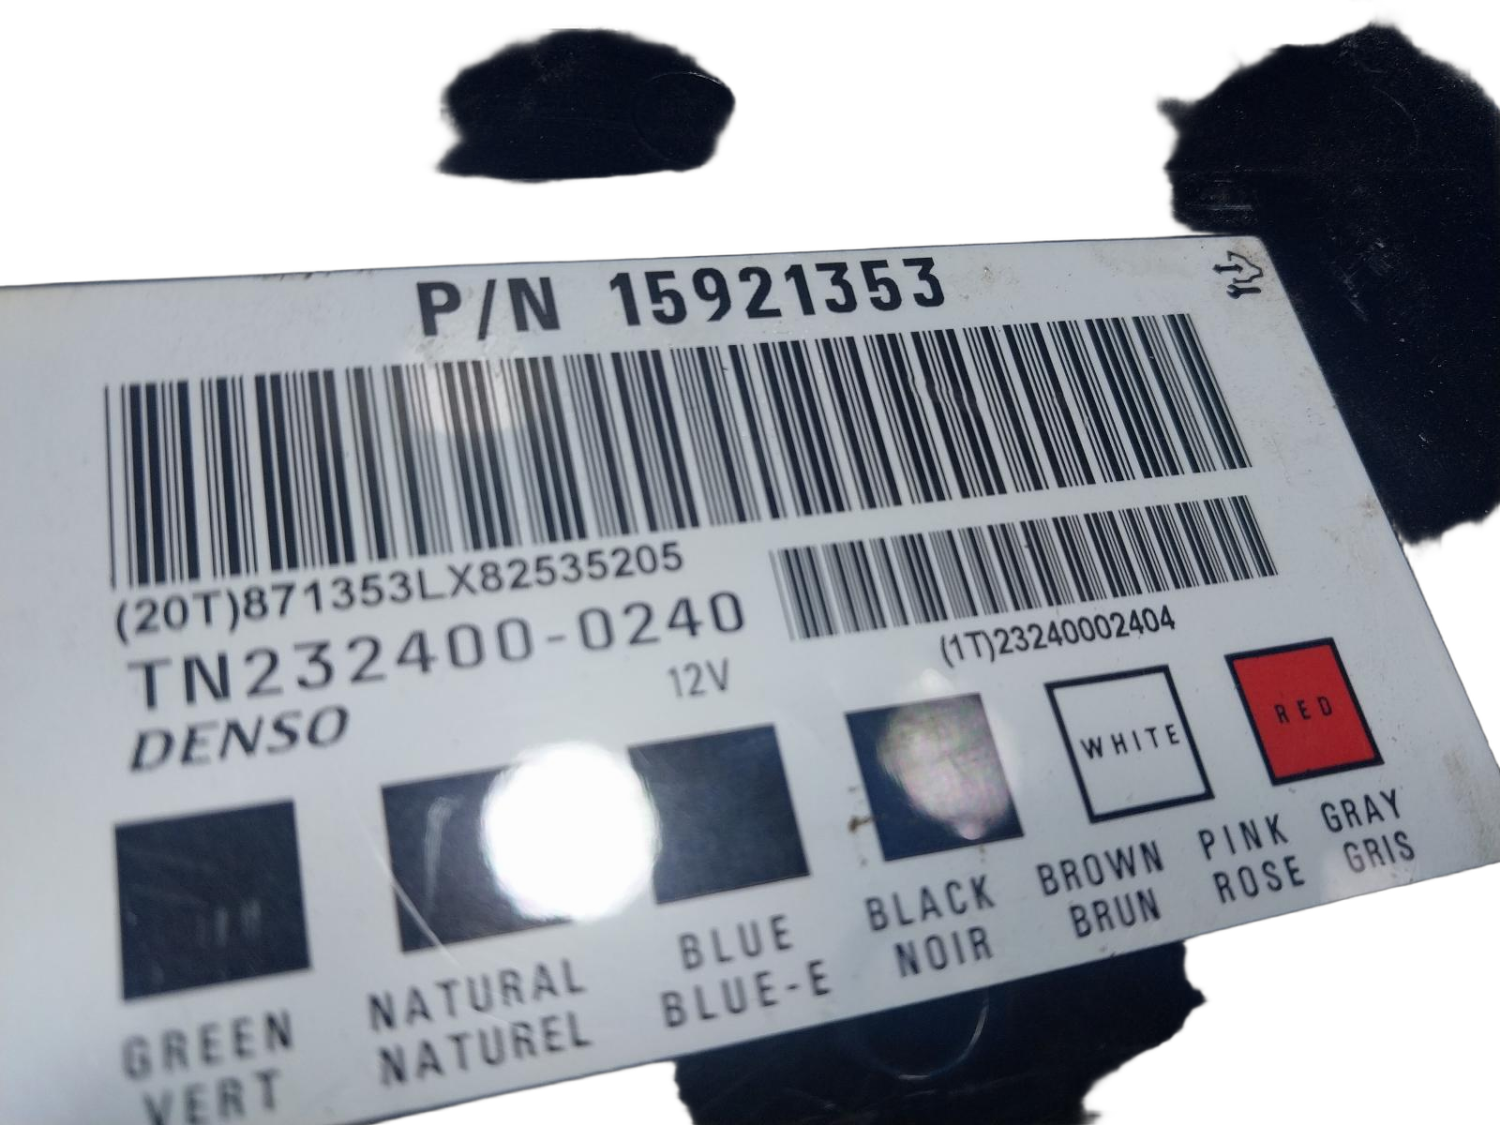 P/N 15921353
(20T)871353LX82535205
TN232400-0240
(1T)23240002404
12V
DENSO
WHITE
RED
GREEN
VERT
NATURAL
NATUREL
BLUE
BLUE-E
BLACK
NOIR
BROWN
BRUN
PINK
ROSE
GRAY
GRIS